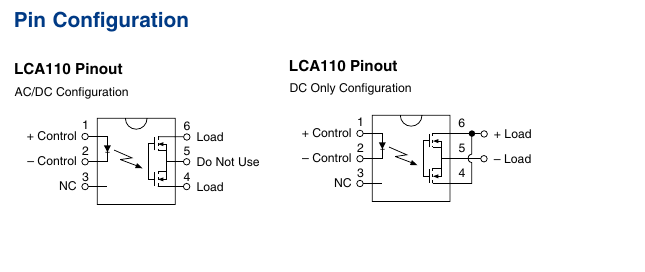 Pin Configuration
LCA110 Pinout
AC/DC Configuration
1
+ Control
2
– Control
3
NC
6
Load
5
Do Not Use
4
Load
LCA110 Pinout
DC Only Configuration
1
+ Control
2
– Control
3
NC
6
+ Load
5
– Load
4